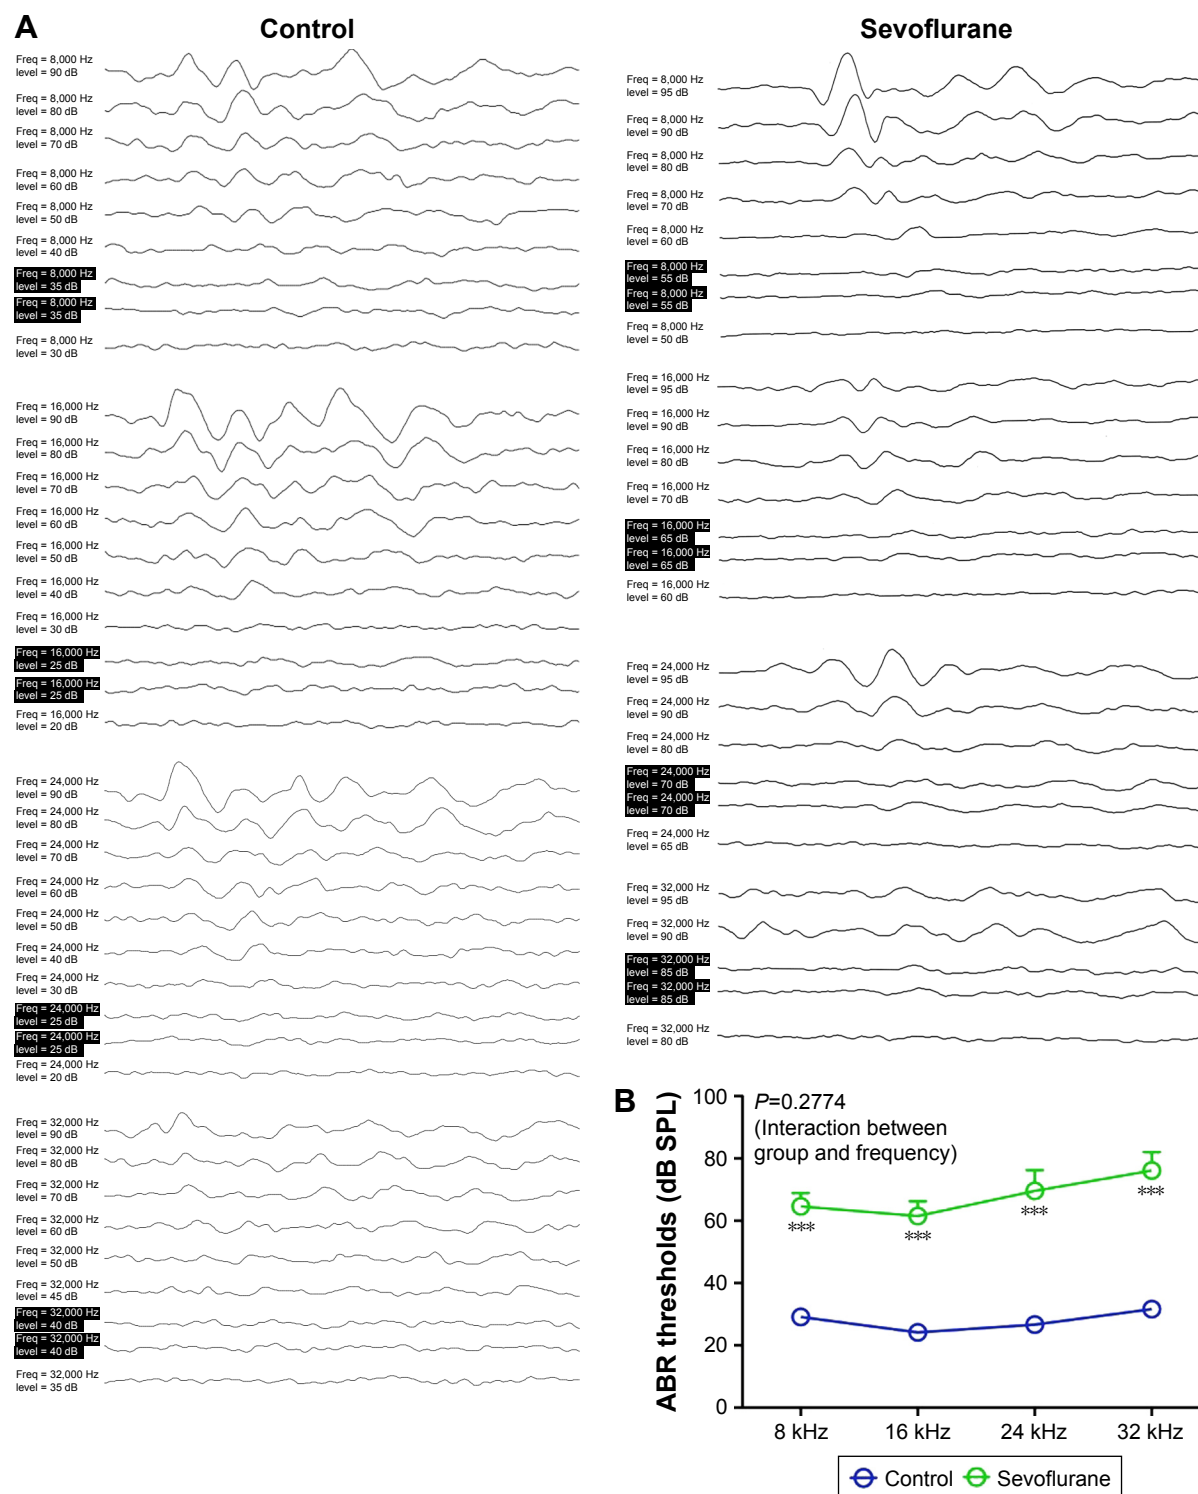 A
Control
Freq = 8,000 Hz
level = 90 dB
Freq = 8,000 Hz
level = 80 dB
Freq = 8,000 Hz
level = 70 dB
Freq = 8,000 Hz
level = 60 dB
Freq = 8,000 Hz
level = 50 dB
Freq = 8,000 Hz
level = 40 dB
Freq = 8,000 Hz
level = 35 dB
Freq = 8,000 Hz
level = 35 dB
Freq = 8,000 Hz
level = 30 dB
Freq = 16,000 Hz
level = 90 dB
Freq = 16,000 Hz
level = 80 dB
Freq = 16,000 Hz
level = 70 dB
Freq = 16,000 Hz
level = 60 dB
Freq = 16,000 Hz
level = 50 dB
Freq = 16,000 Hz
level = 40 dB
Freq = 16,000 Hz
level = 30 dB
Freq = 16,000 Hz
level = 25 dB
Freq = 16,000 Hz
level = 25 dB
Freq = 16,000 Hz
level = 20 dB
Freq = 24,000 Hz
level = 90 dB
Freq = 24,000 Hz
level = 80 dB
Freq = 24,000 Hz
level = 70 dB
Freq = 24,000 Hz
level = 60 dB
Freq = 24,000 Hz
level = 50 dB
Freq = 24,000 Hz
level = 40 dB
Freq = 24,000 Hz
level = 30 dB
Freq = 24,000 Hz
level = 25 dB
Freq = 24,000 Hz
level = 25 dB
Freq = 24,000 Hz
level = 20 dB
Freq = 32,000 Hz
level = 90 dB
Freq = 32,000 Hz
level = 80 dB
Freq = 32,000 Hz
level = 70 dB
Freq = 32,000 Hz
level = 60 dB
Freq = 32,000 Hz
level = 50 dB
Freq = 32,000 Hz
level = 45 dB
Freq = 32,000 Hz
level = 40 dB
Freq = 32,000 Hz
level = 40 dB
Freq = 32,000 Hz
level = 35 dB
Sevoflurane
Freq = 8,000 Hz
level = 95 dB
Freq = 8,000 Hz
level = 90 dB
Freq = 8,000 Hz
level = 80 dB
Freq = 8,000 Hz
level = 70 dB
Freq = 8,000 Hz
level = 60 dB
Freq = 8,000 Hz
level = 55 dB
Freq = 8,000 Hz
level = 55 dB
Freq = 8,000 Hz
level = 50 dB
Freq = 16,000 Hz
level = 95 dB
Freq = 16,000 Hz
level = 90 dB
Freq = 16,000 Hz
level = 80 dB
Freq = 16,000 Hz
level = 70 dB
Freq = 16,000 Hz
level = 65 dB
Freq = 16,000 Hz
level = 65 dB
Freq = 16,000 Hz
level = 60 dB
Freq = 24,000 Hz
level = 95 dB
Freq = 24,000 Hz
level = 90 dB
Freq = 24,000 Hz
level = 80 dB
Freq = 24,000 Hz
level = 70 dB
Freq = 24,000 Hz
level = 70 dB
Freq = 24,000 Hz
level = 65 dB
Freq = 32,000 Hz
level = 95 dB
Freq = 32,000 Hz
level = 90 dB
Freq = 32,000 Hz
level = 85 dB
Freq = 32,000 Hz
level = 85 dB
Freq = 32,000 Hz
level = 80 dB
B
ABR thresholds (dB SPL)
100
80
60
40
20
0
P=0.2774
(Interaction between
group and frequency)
***
***
***
***
8 kHz
16 kHz
24 kHz
32 kHz
Control
Sevoflurane